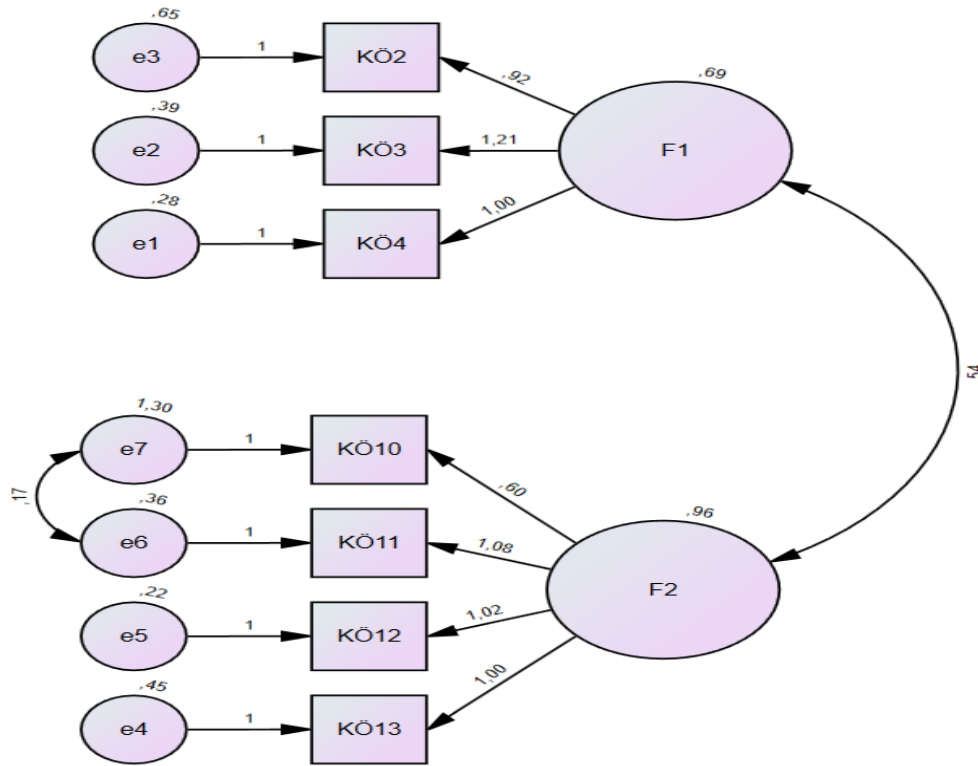 ,65
e3
1
KÖ2
,92
,69
,39
e2
1
KÖ3
1,21
F1
,28
e1
1
KÖ4
1,00
,54
1,30
e7
1
KÖ10
,60
,17
,36
e6
1
KÖ11
1,08
,96
F2
,22
e5
1
KÖ12
1,02
,45
e4
1
KÖ13
1,00